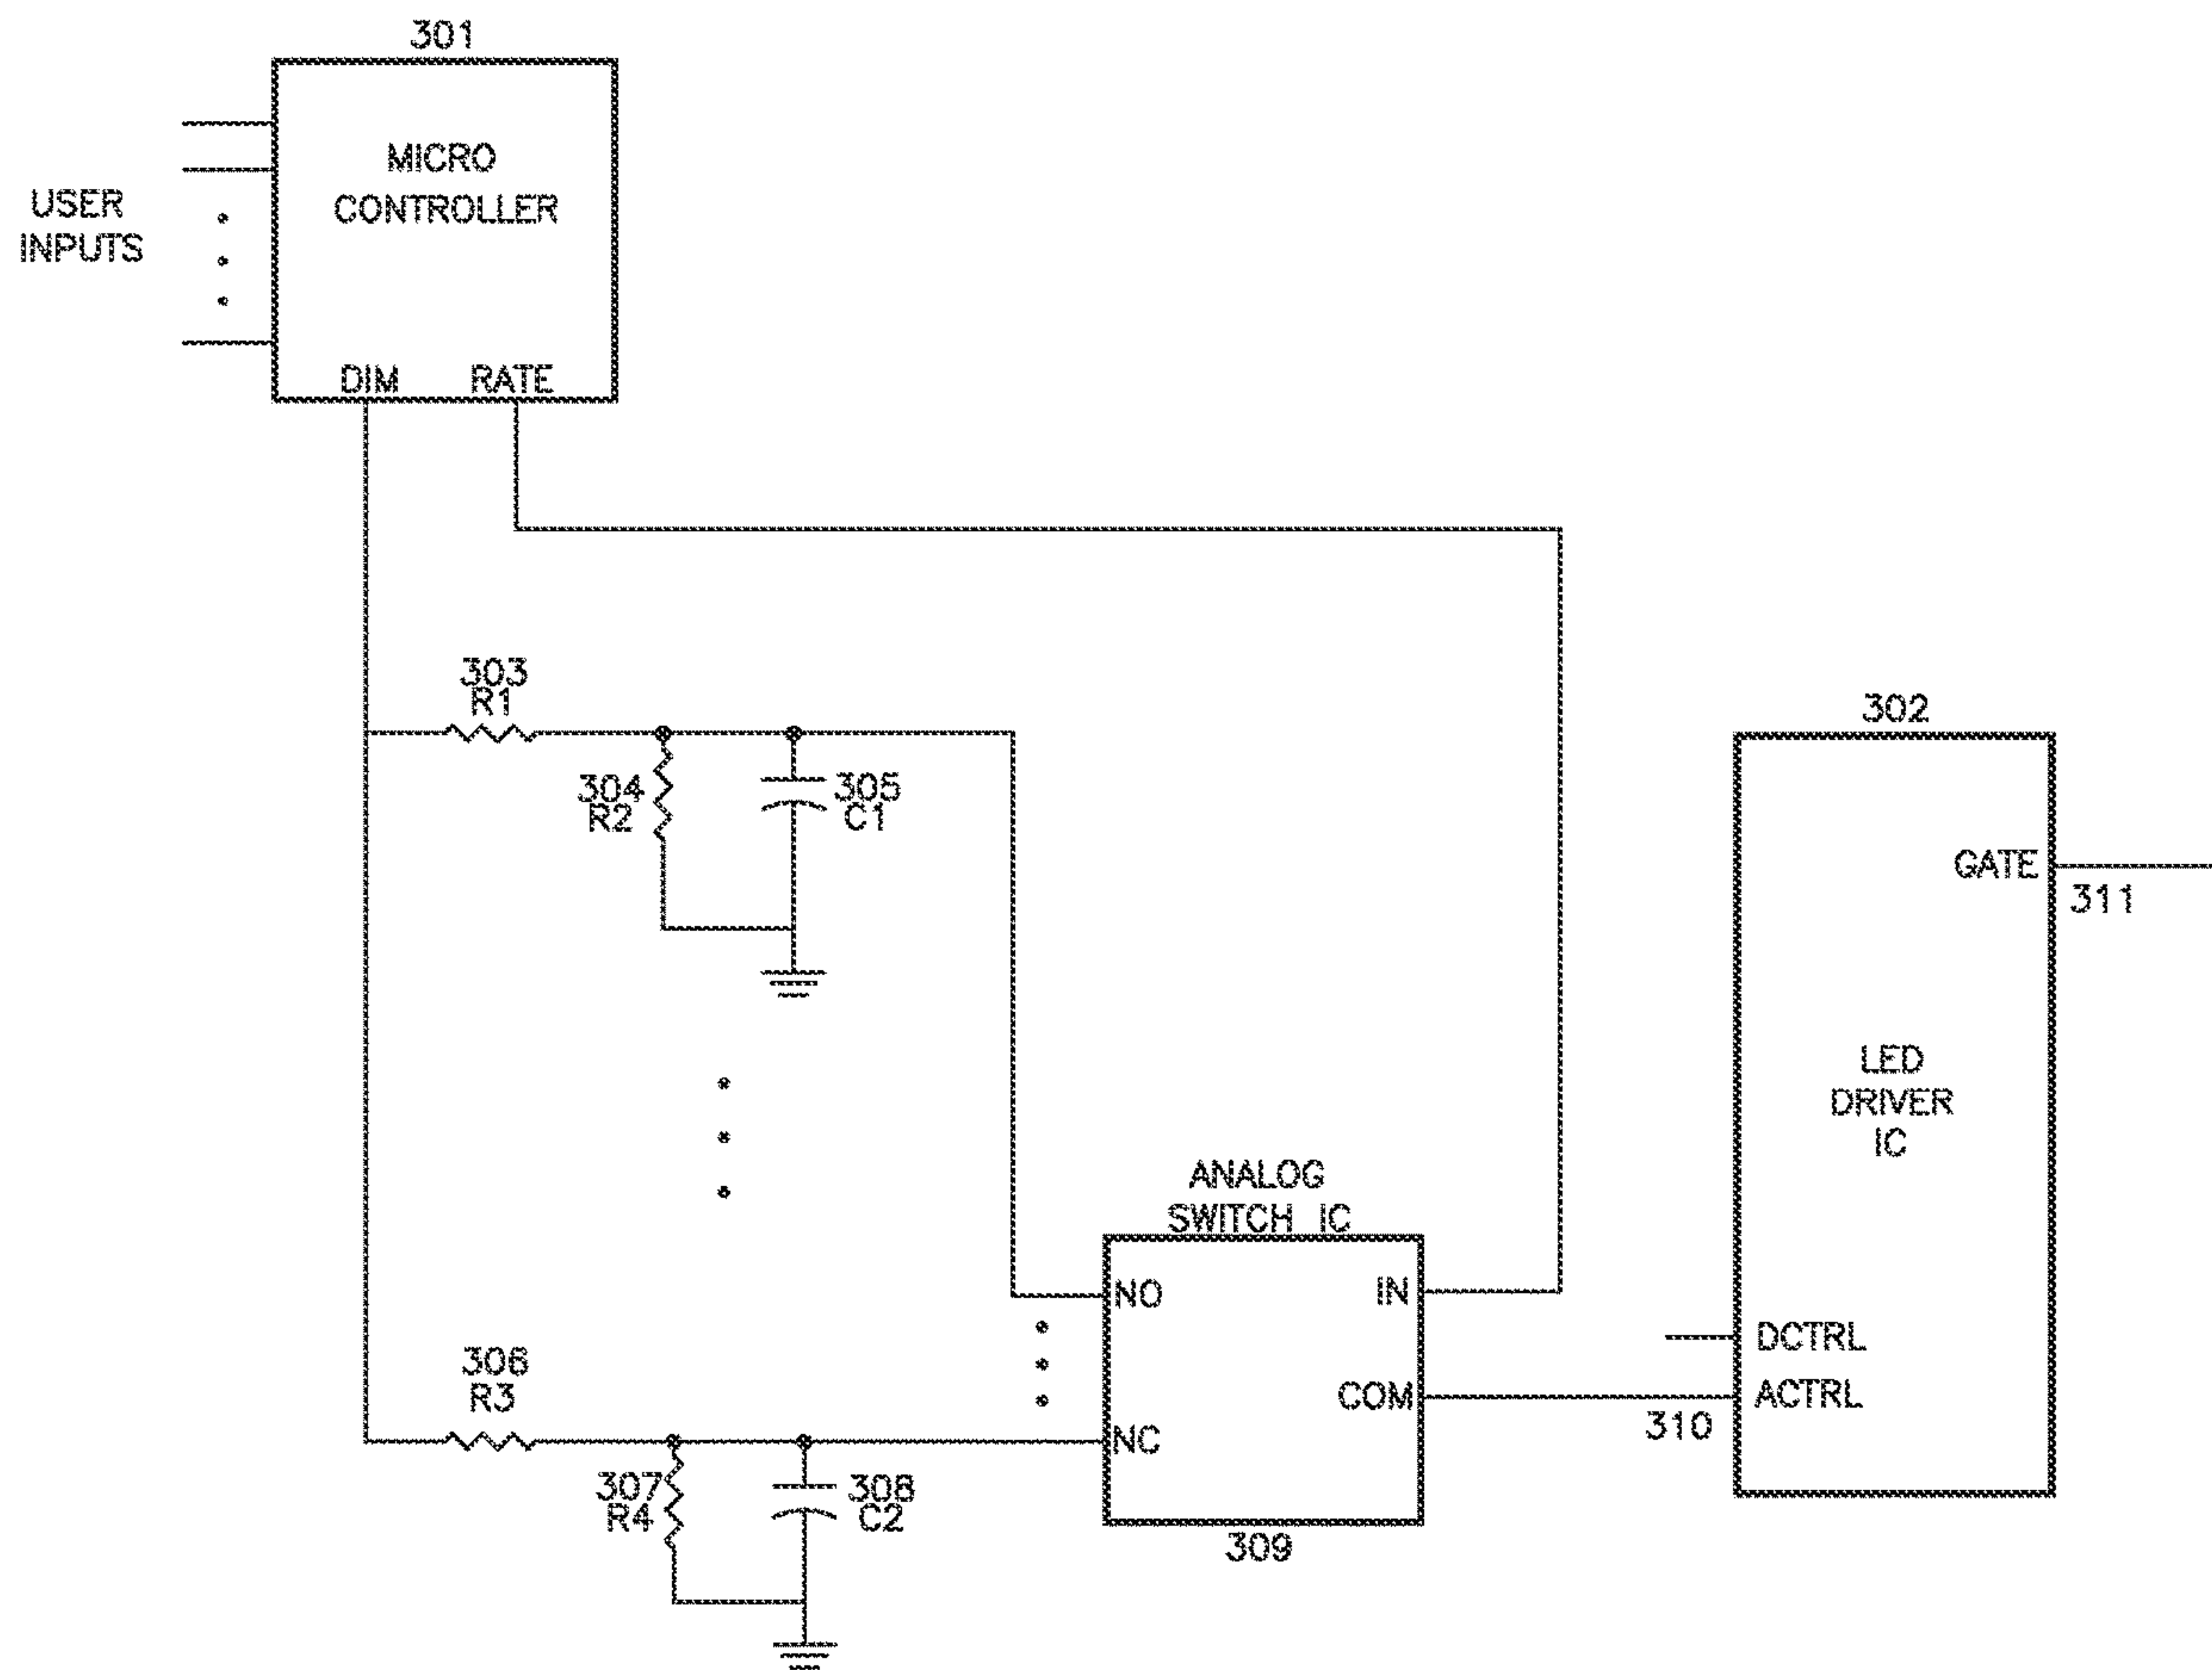 301
MICRO
CONTROLLER
USER
INPUTS
DIM RATE
303
R1
304
R2
305
C1
302
GATE
311
LED
DRIVER
IC
ANALOG
SWITCH IC
NO
IN
DCTRL
COM
ACTRL
310
306
R3
NC
307
R4
308
C2
309